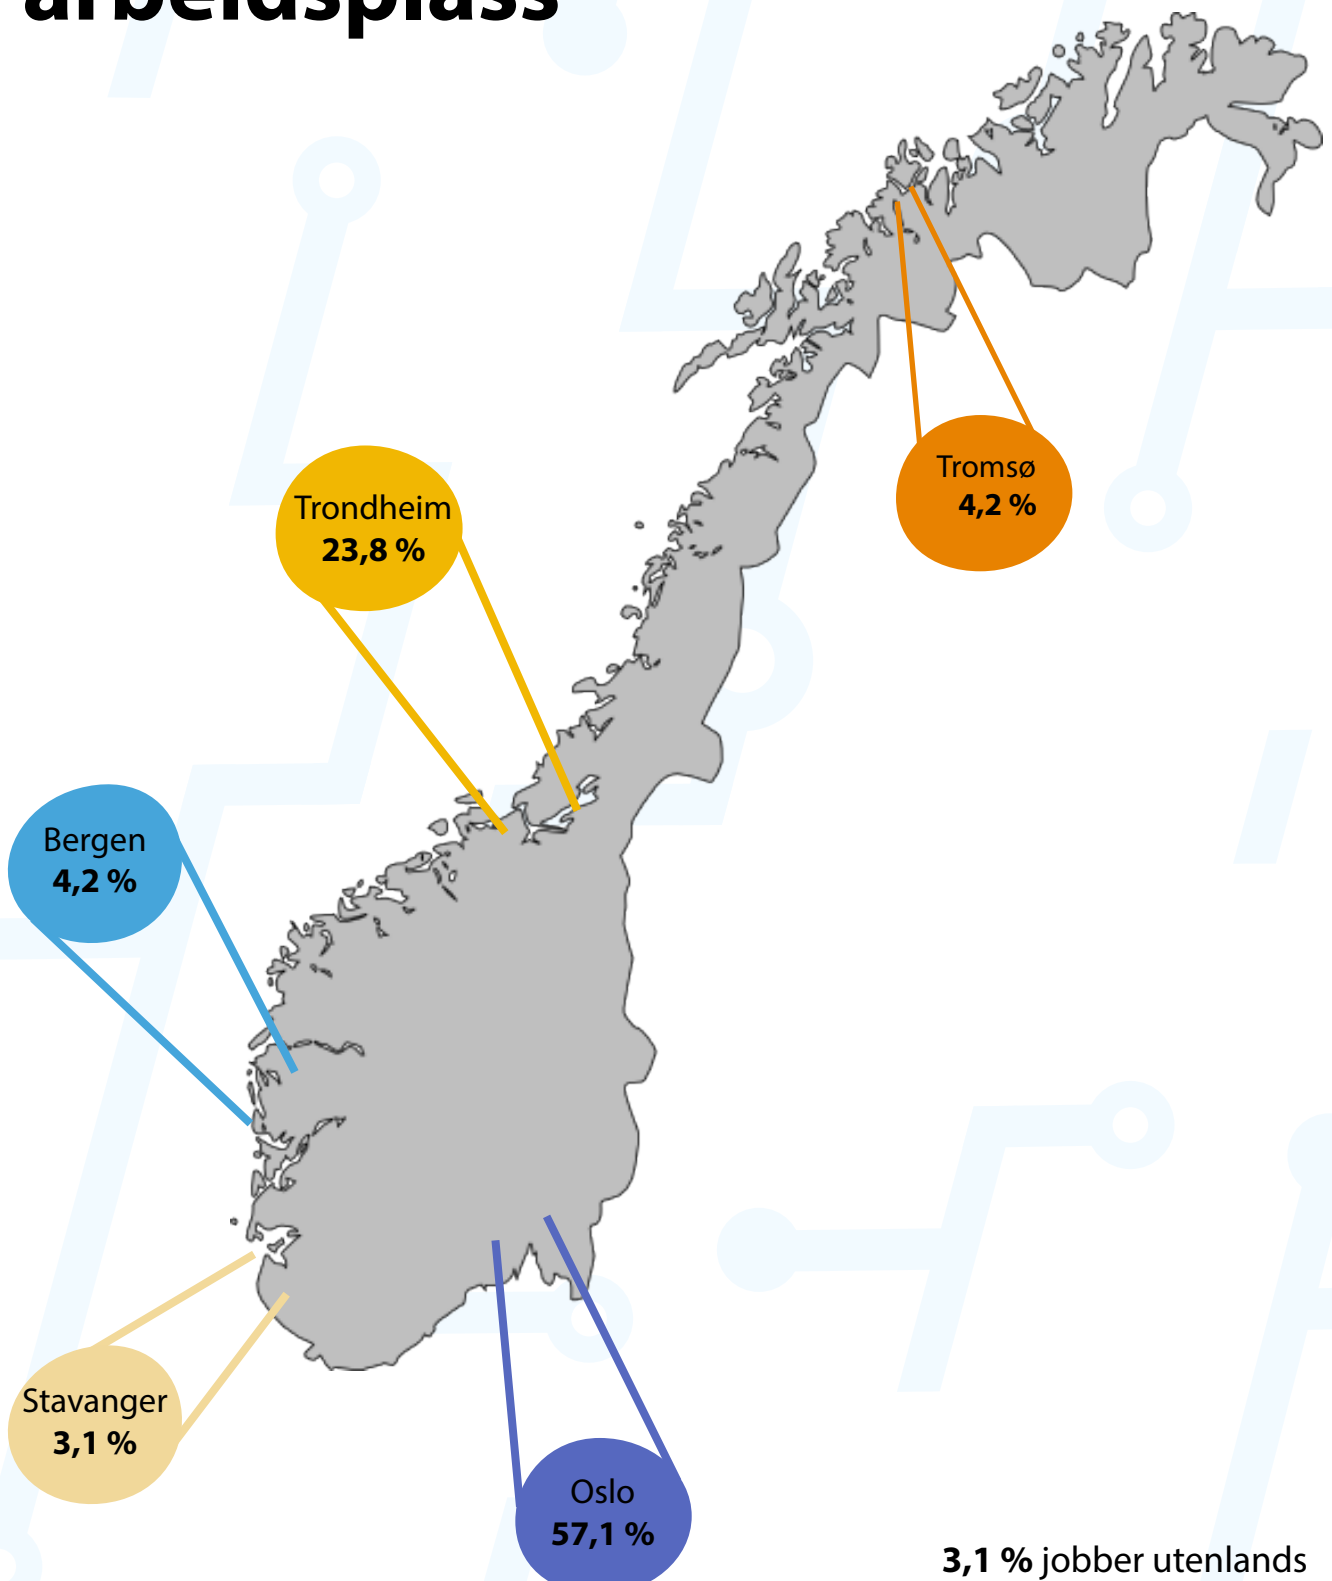 arbeidsplass
Tromsø
4,2 %
Trondheim
23,8 %
Bergen
4,2 %
Stavanger
3,1 %
Oslo
57,1 %
3,1 % jobber utenlands